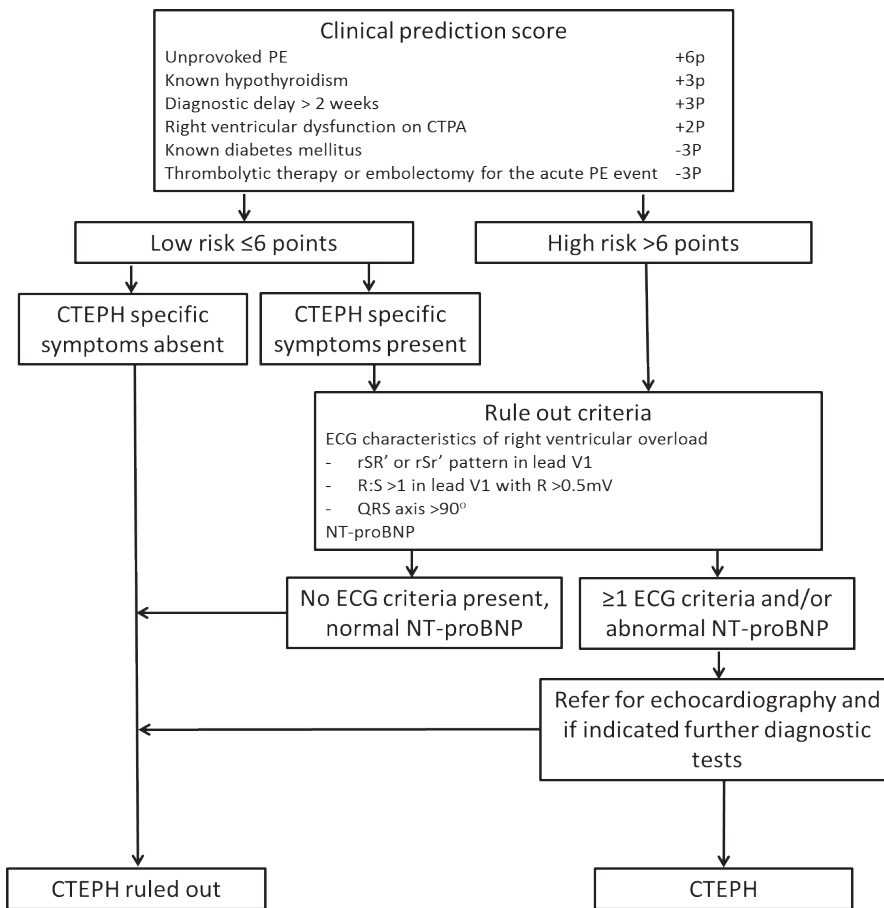 Clinical prediction score
Unprovoked PE +6p
Known hypothyroidism +3p
Diagnostic delay > 2 weeks +3P
Right ventricular dysfunction on CTPA +2P
Known diabetes mellitus -3P
Thrombolytic therapy or embolectomy for the acute PE event -3P
Low risk ≤6 points
High risk >6 points
CTEPH specific
symptoms absent
CTEPH specific
symptoms present
Rule out criteria
ECG characteristics of right ventricular overload
- rSR’ or rSr’ pattern in lead V1
- R:S >1 in lead V1 with R >0.5mV
- QRS axis >90°
NT-proBNP
No ECG criteria present,
normal NT-proBNP
≥1 ECG criteria and/or
abnormal NT-proBNP
Refer for echocardiography and
if indicated further diagnostic
tests
CTEPH ruled out
CTEPH